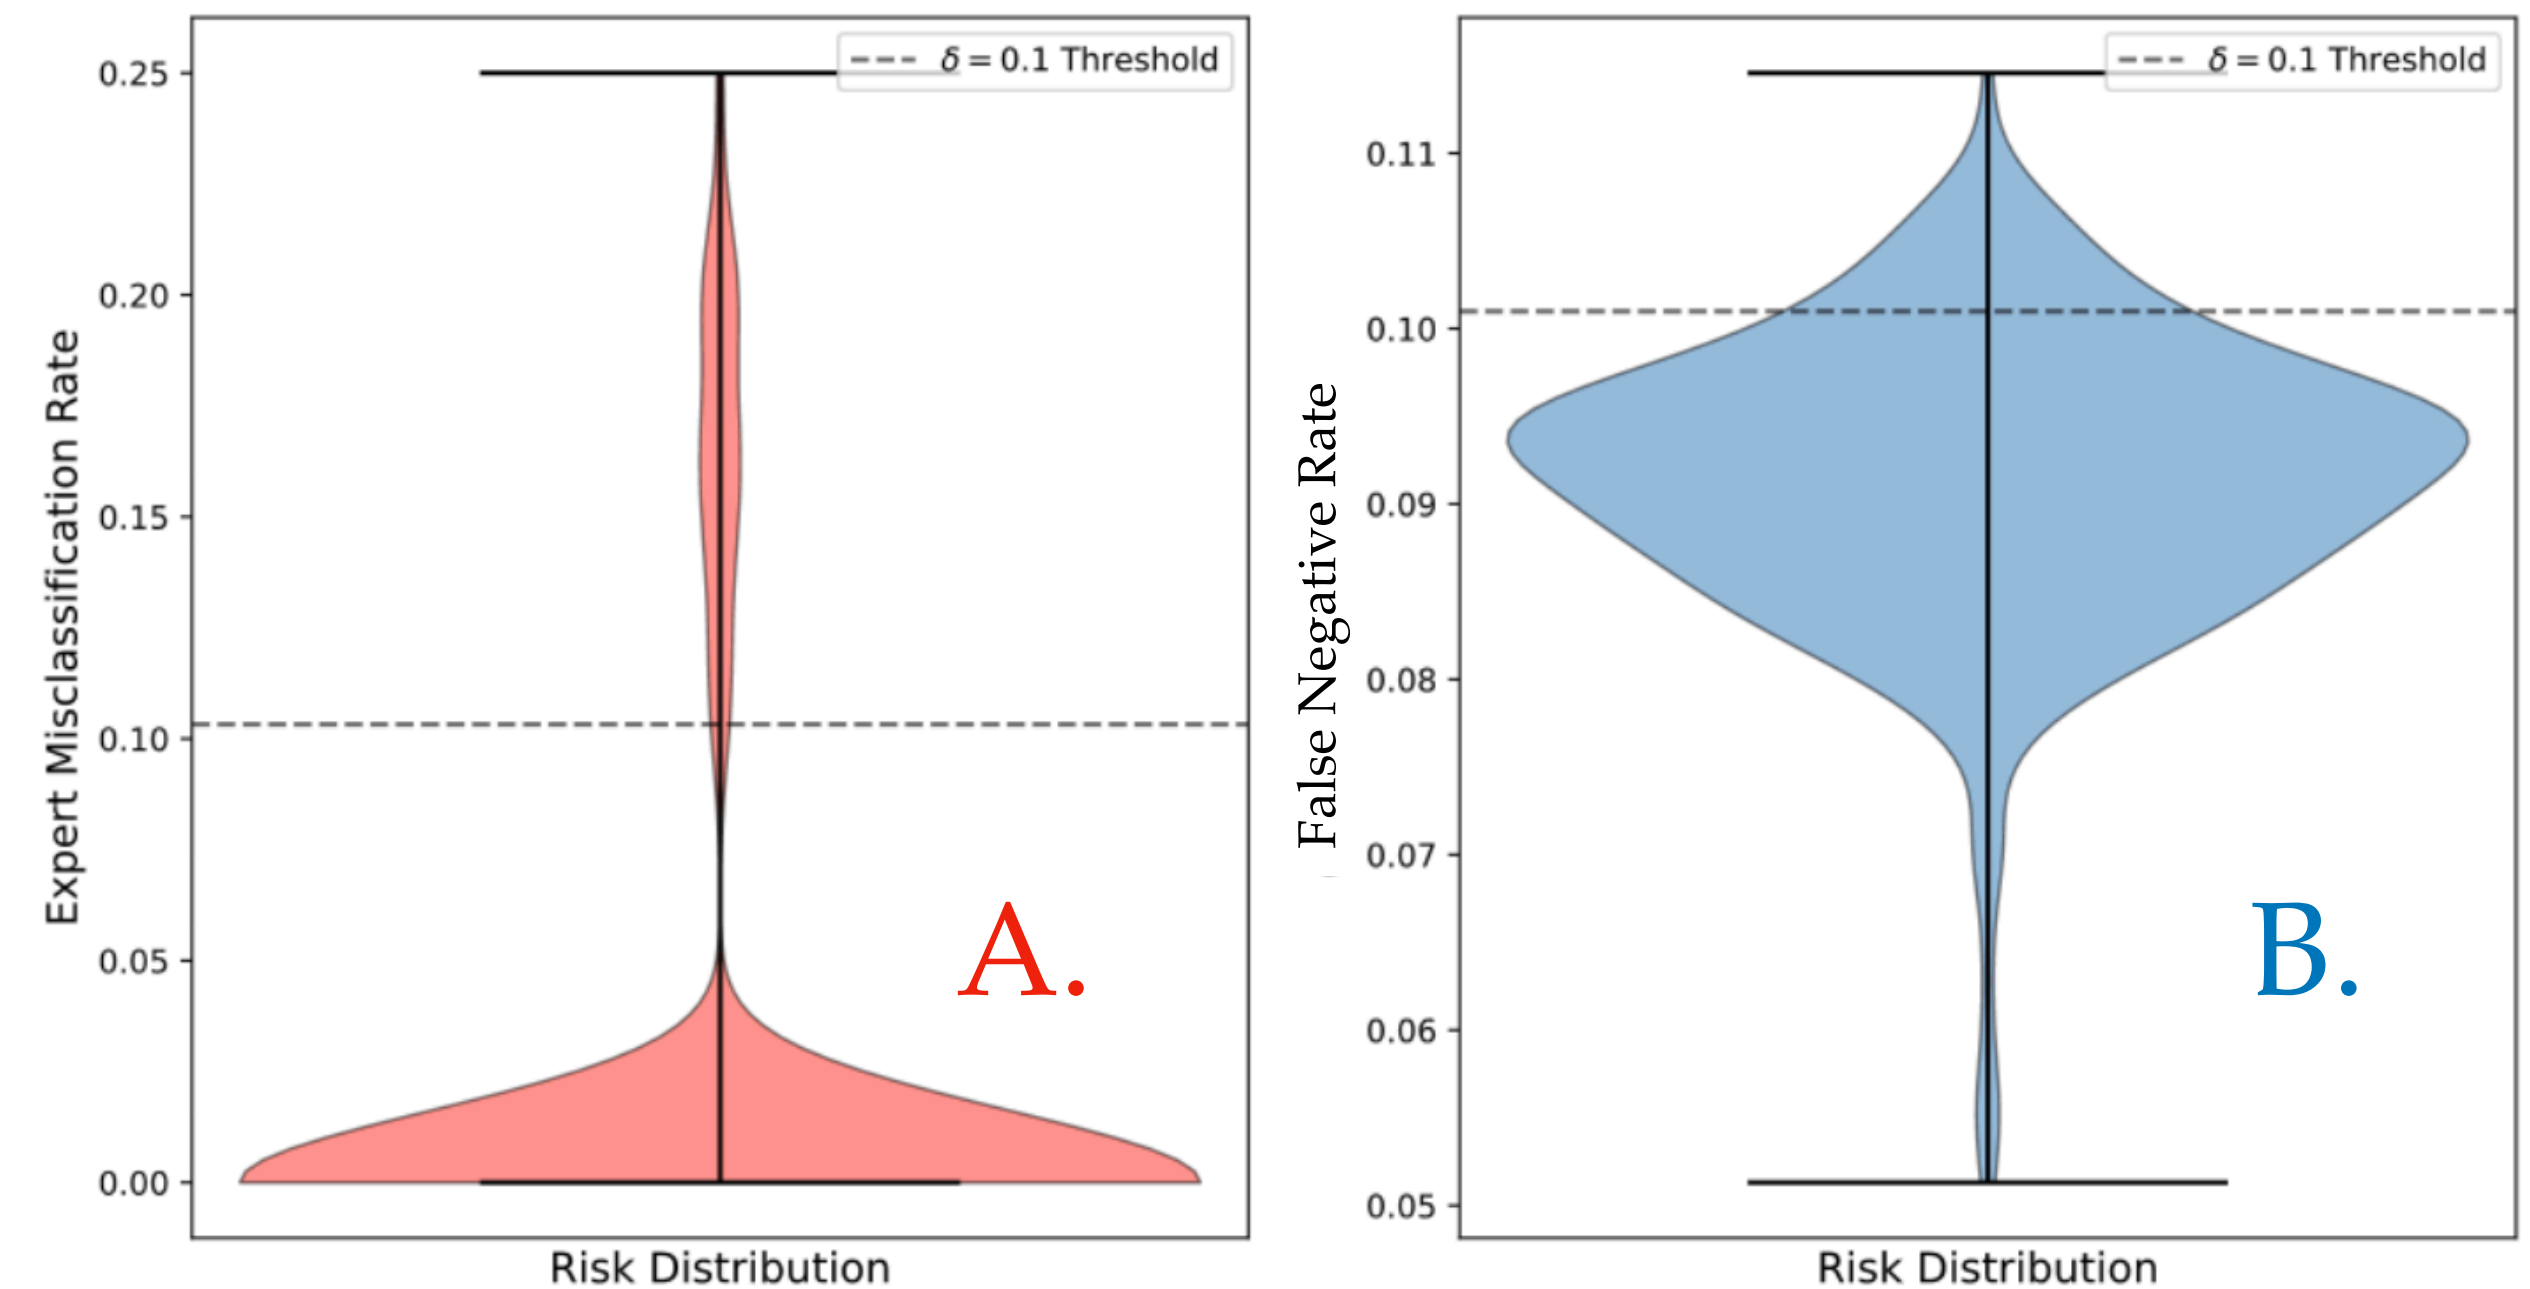 δ = 0.1 Threshold
0.25
0.20
0.15
0.10
0.05
0.00
Expert Misclassification Rate
A.
Risk Distribution
δ = 0.1 Threshold
0.11
0.10
0.09
0.08
0.07
0.06
0.05
False Negative Rate
B.
Risk Distribution